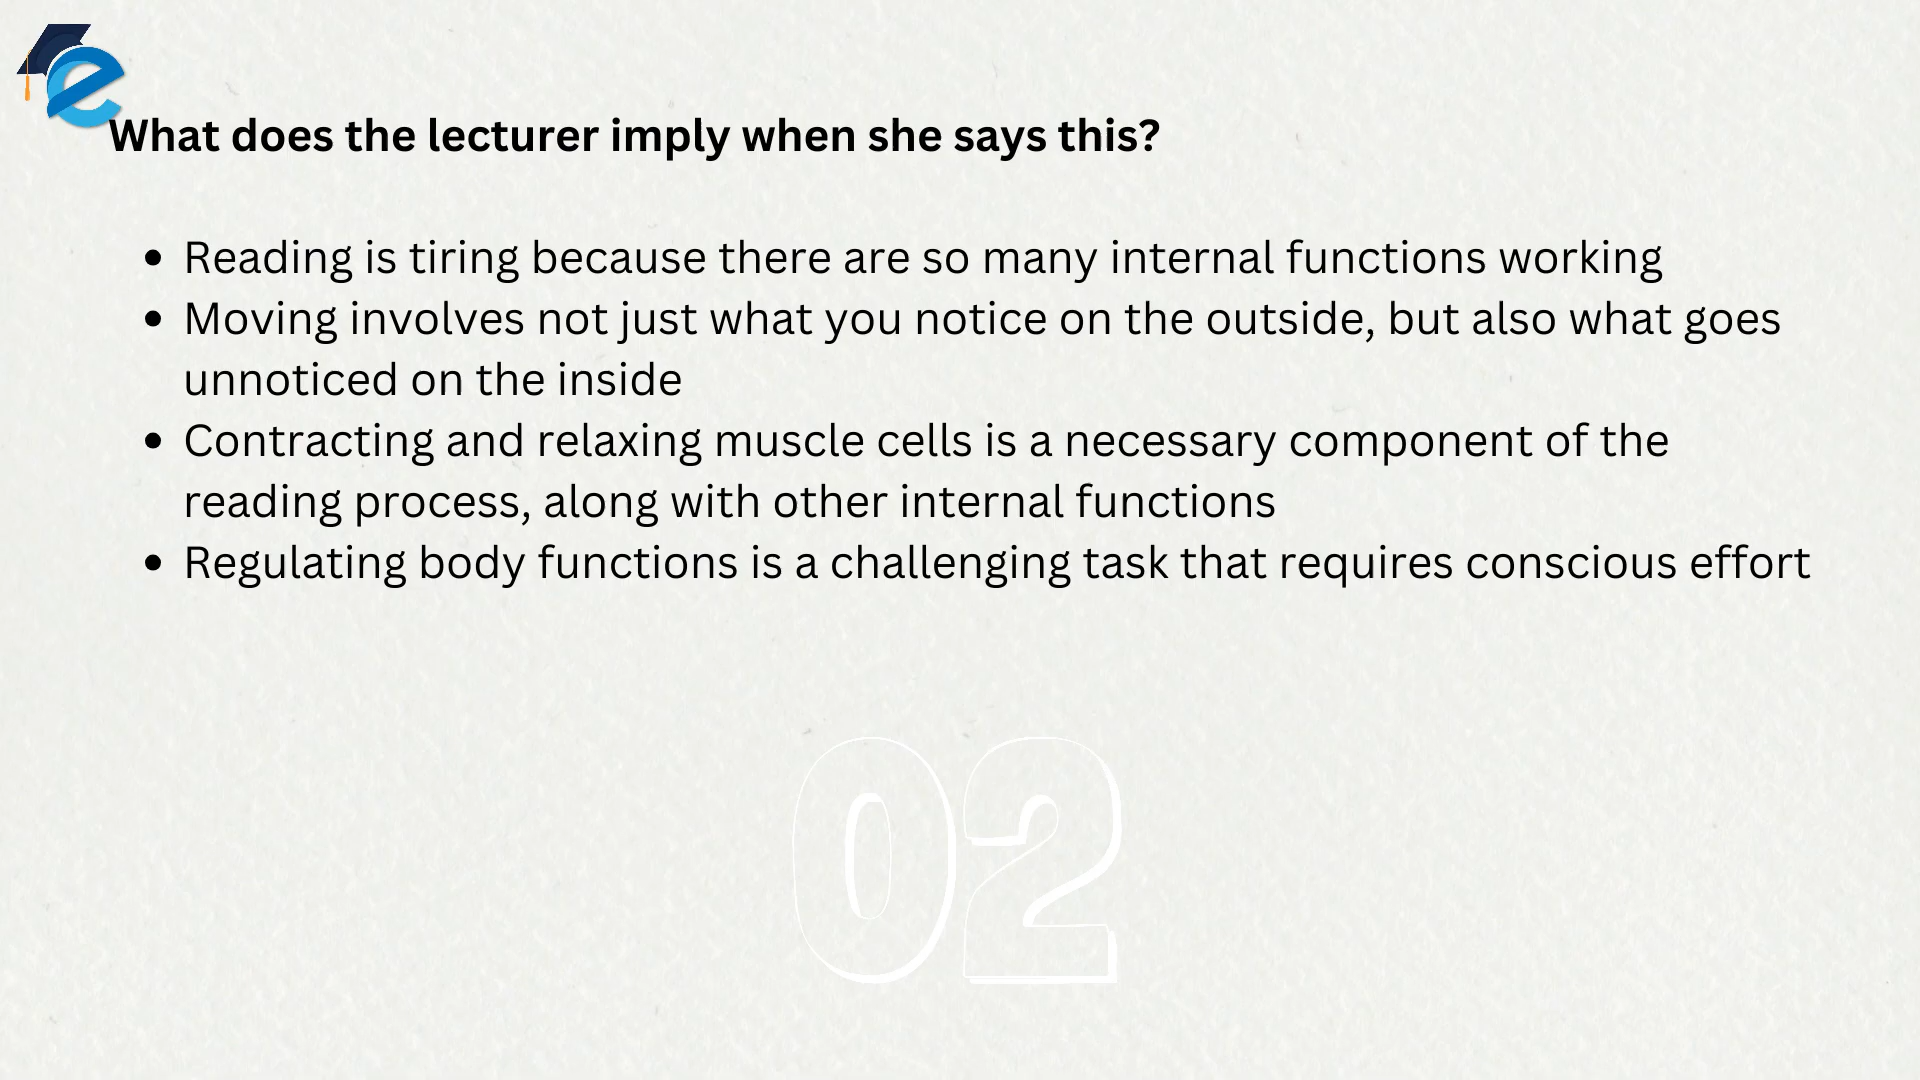 What does the lecturer imply when she says this?
• Reading is tiring because there are so many internal functions working
• Moving involves not just what you notice on the outside, but also what goes
unnoticed on the inside
• Contracting and relaxing muscle cells is a necessary component of the
reading process, along with other internal functions
• Regulating body functions is a challenging task that requires conscious effort
02